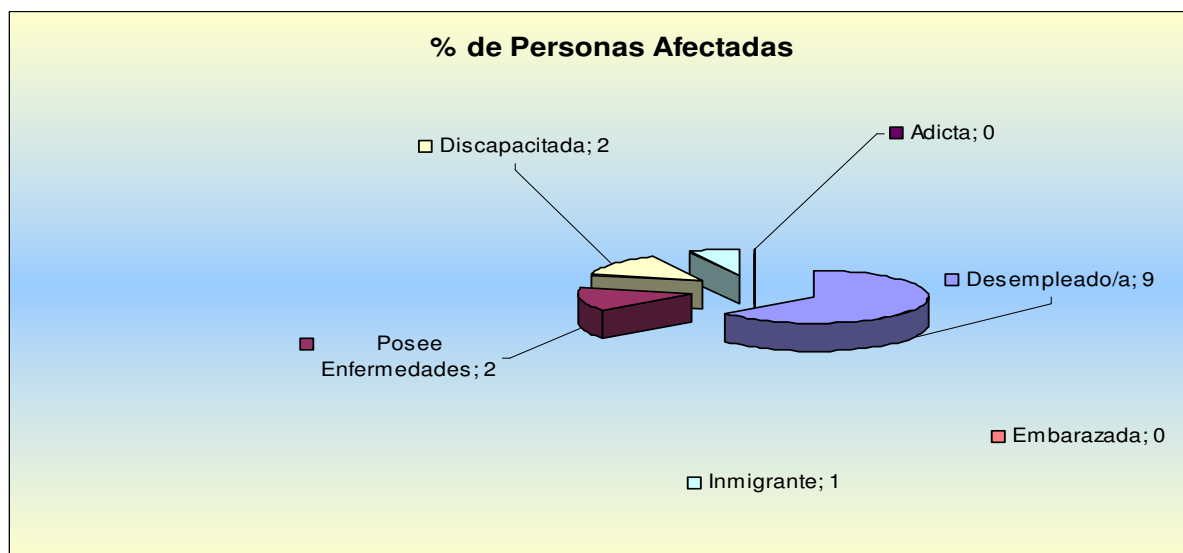 % de Personas Afectadas
Adicta; 0
Discapacitada; 2
Desempleado/a; 9
Posee
Enfermedades; 2
Embarazada; 0
Inmigrante; 1